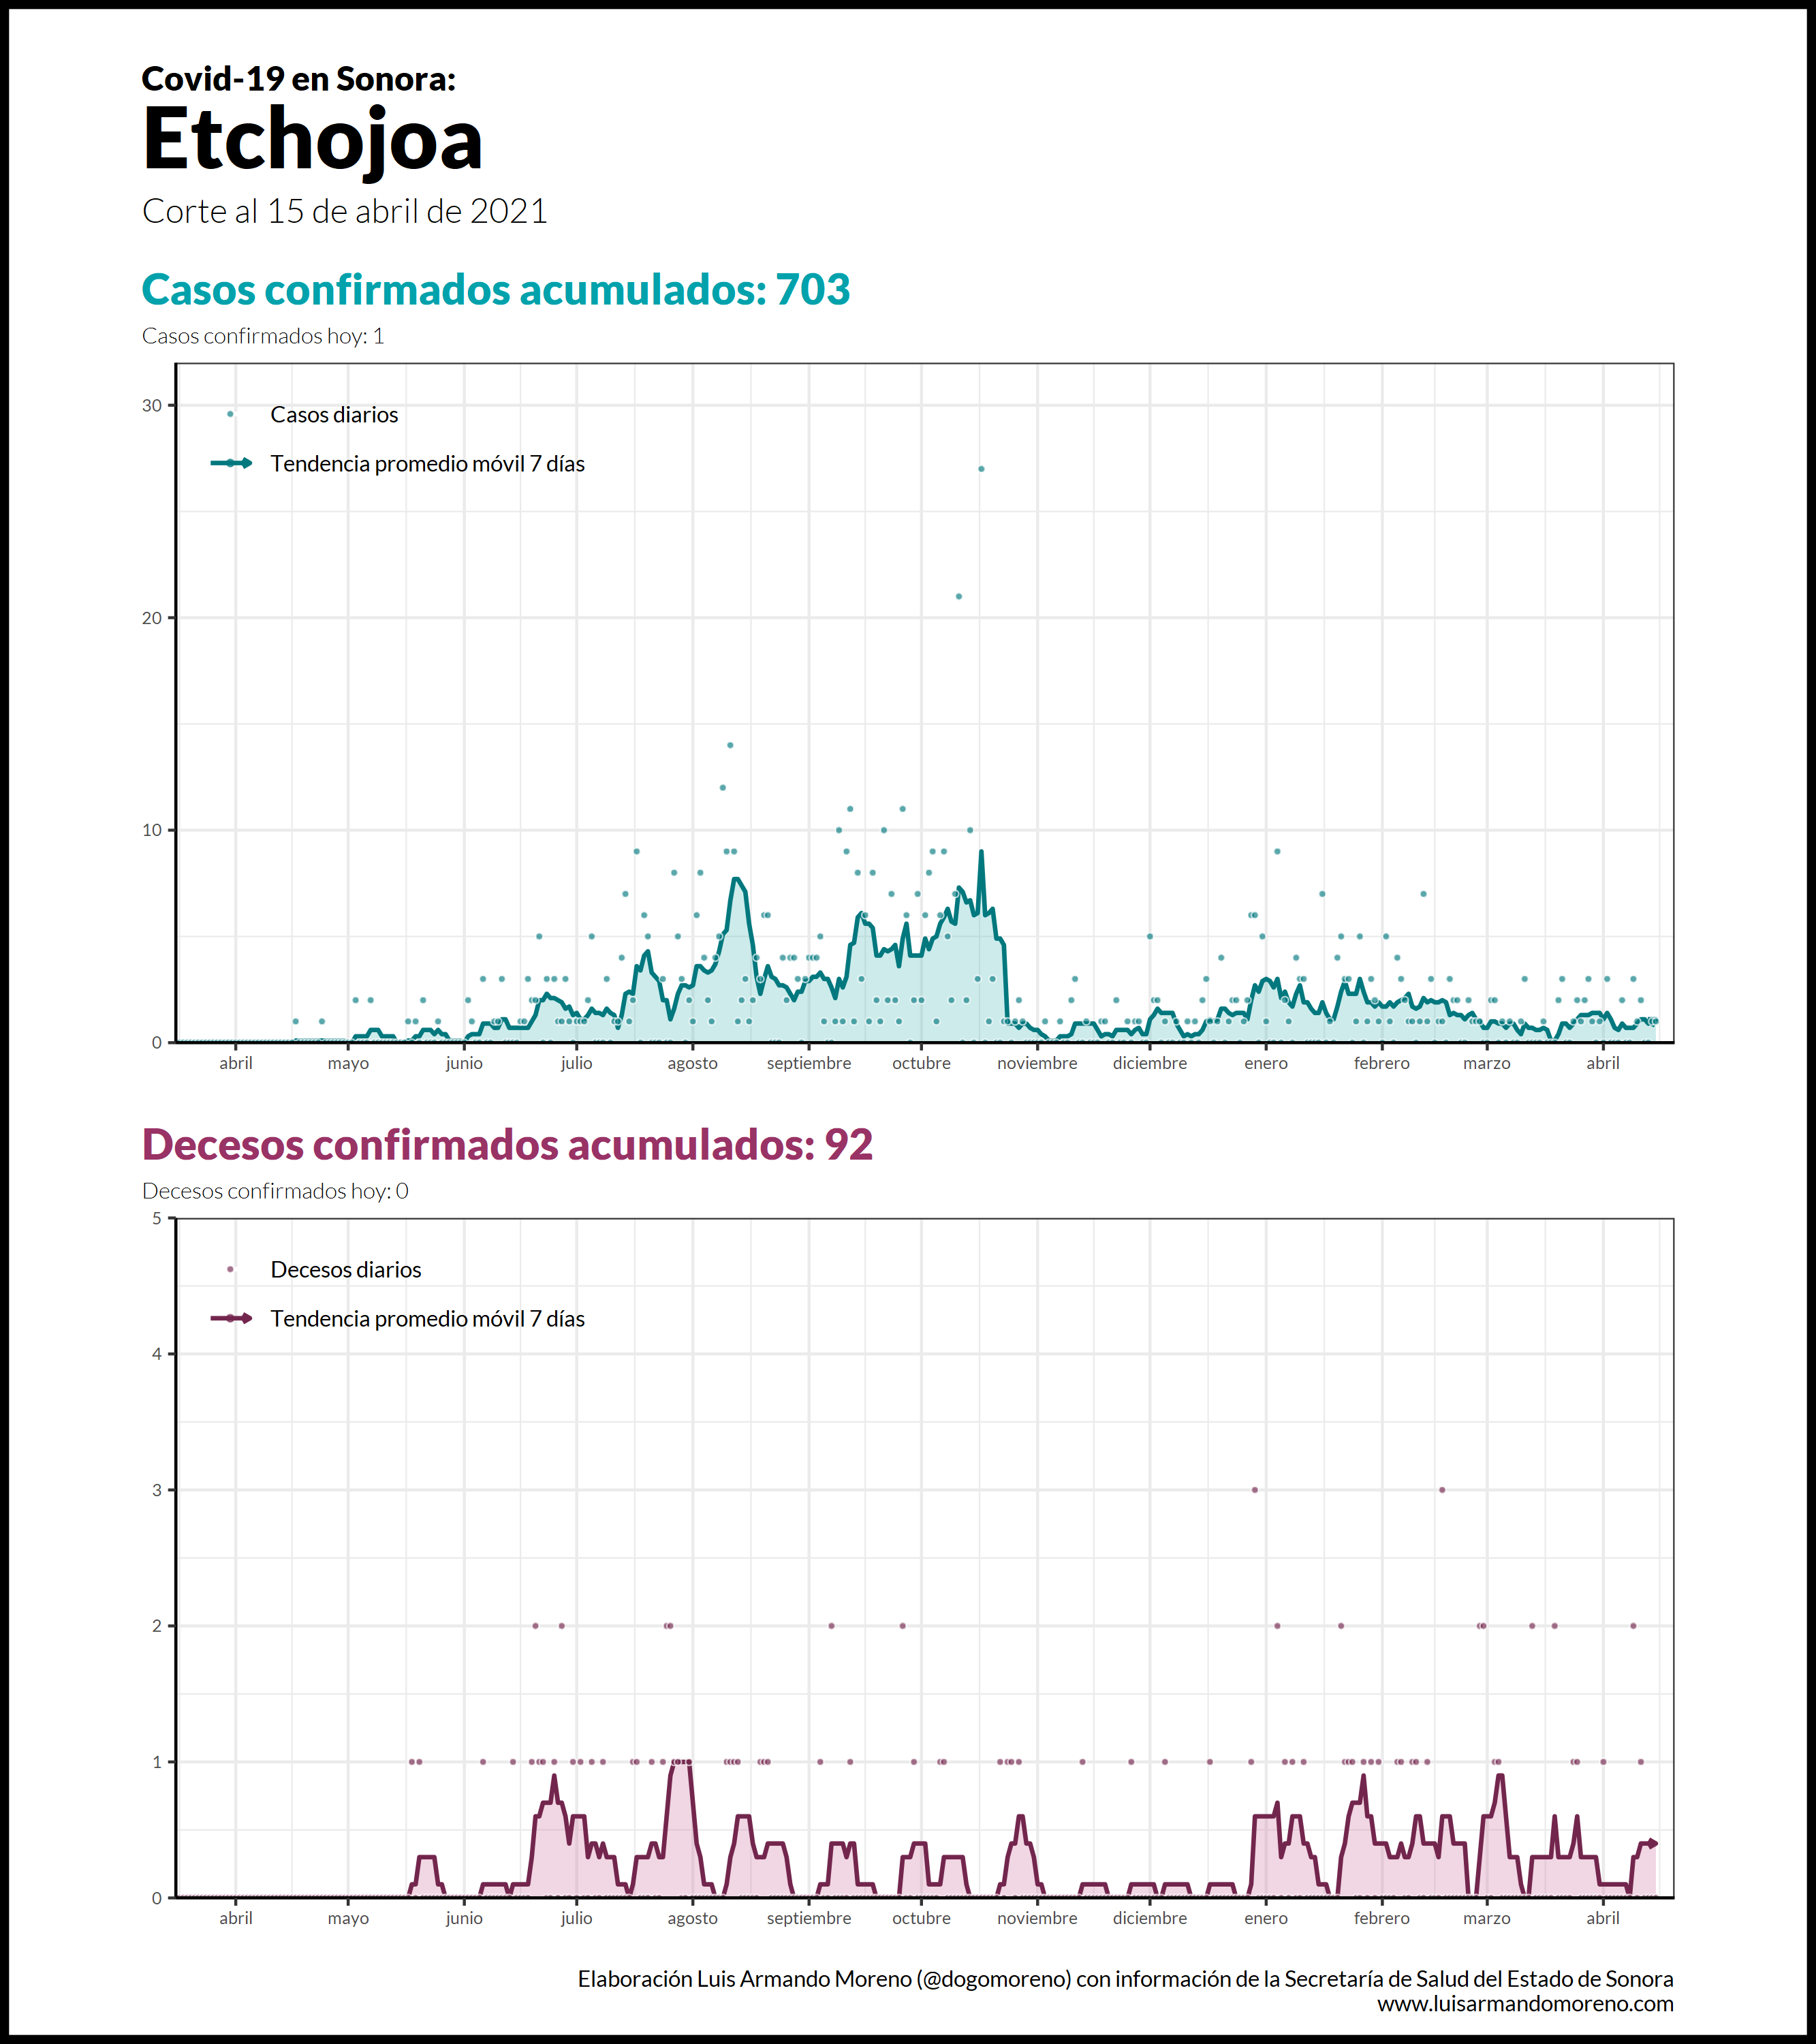 Covid-19 en Sonora:
Etchojoa
Corte al 15 de abril de 2021
Casos confirmados acumulados: 703
Casos confirmados hoy: 1
30
20
10
0
Casos diarios
Tendencia promedio móvil 7 días
abril mayo junio julio agosto septiembre octubre noviembre diciembre enero febrero marzo abril
Decesos confirmados acumulados: 92
Decesos confirmados hoy: 0
5
4
3
2
1
0
Decesos diarios
Tendencia promedio móvil 7 días
abril mayo junio julio agosto septiembre octubre noviembre diciembre enero febrero marzo abril
Elaboración Luis Armando Moreno (@dogomoreno) con información de la Secretaría de Salud del Estado de Sonora
www.luisarmandomoreno.com